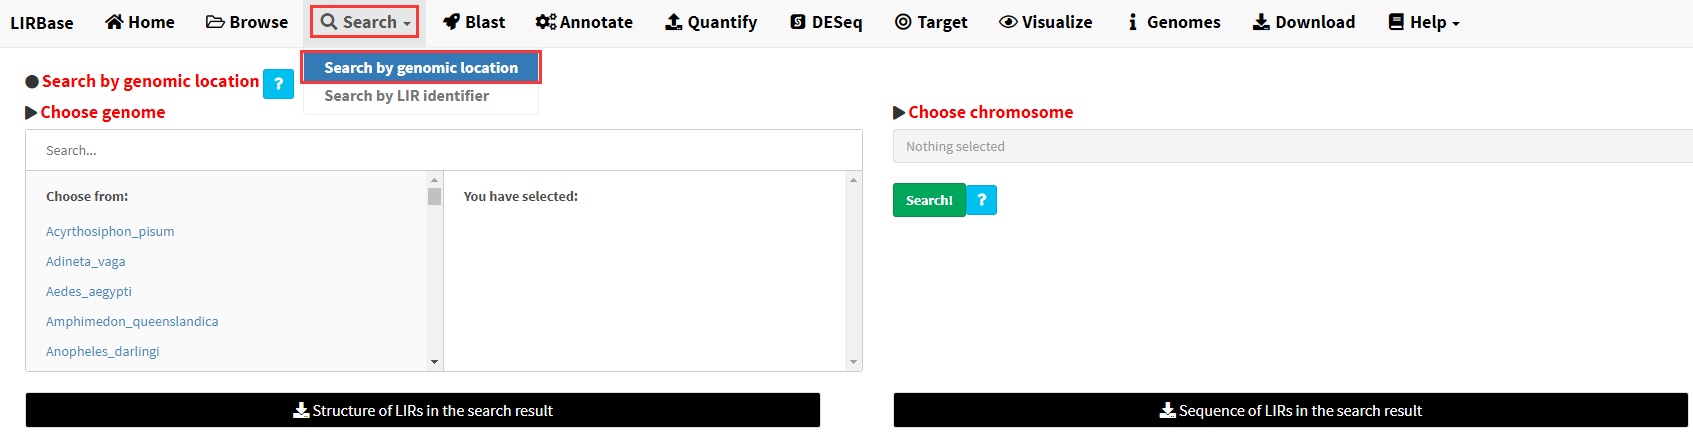 LIRBase Home Browse Search Blast Annotate Quantify DESeq Target Visualize Genomes Download Help
Search by genomic location
Search by LIR identifier
Search by genomic location ?
Choose genome
Search...
Choose from:
Acyrthosiphon_pisum
Adineta_vaga
Aedes_aegypti
Amphimedon_queenslandica
Anopheles_darlingi
You have selected:
Choose chromosome
Nothing selected
Search! ?
Structure of LIRs in the search result
Sequence of LIRs in the search result